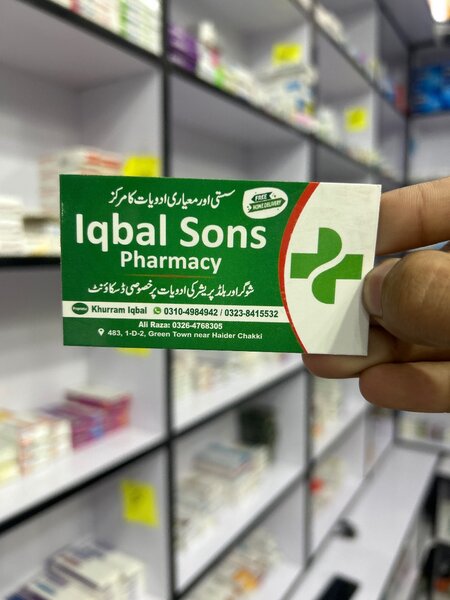 سستی اور معیاری ادویات کا مرکز
FREE
HOME DELIVERY
Iqbal Sons
Pharmacy
شوگر اور بلڈ پریشر کی ادویات پر خصوصی ڈسکاؤنٹ
Proprietor Khurram Iqbal 0310-4984942 / 0323-8415532
Ali Raza: 0326-4768305
483, 1-D-2, Green Town near Haider Chakki